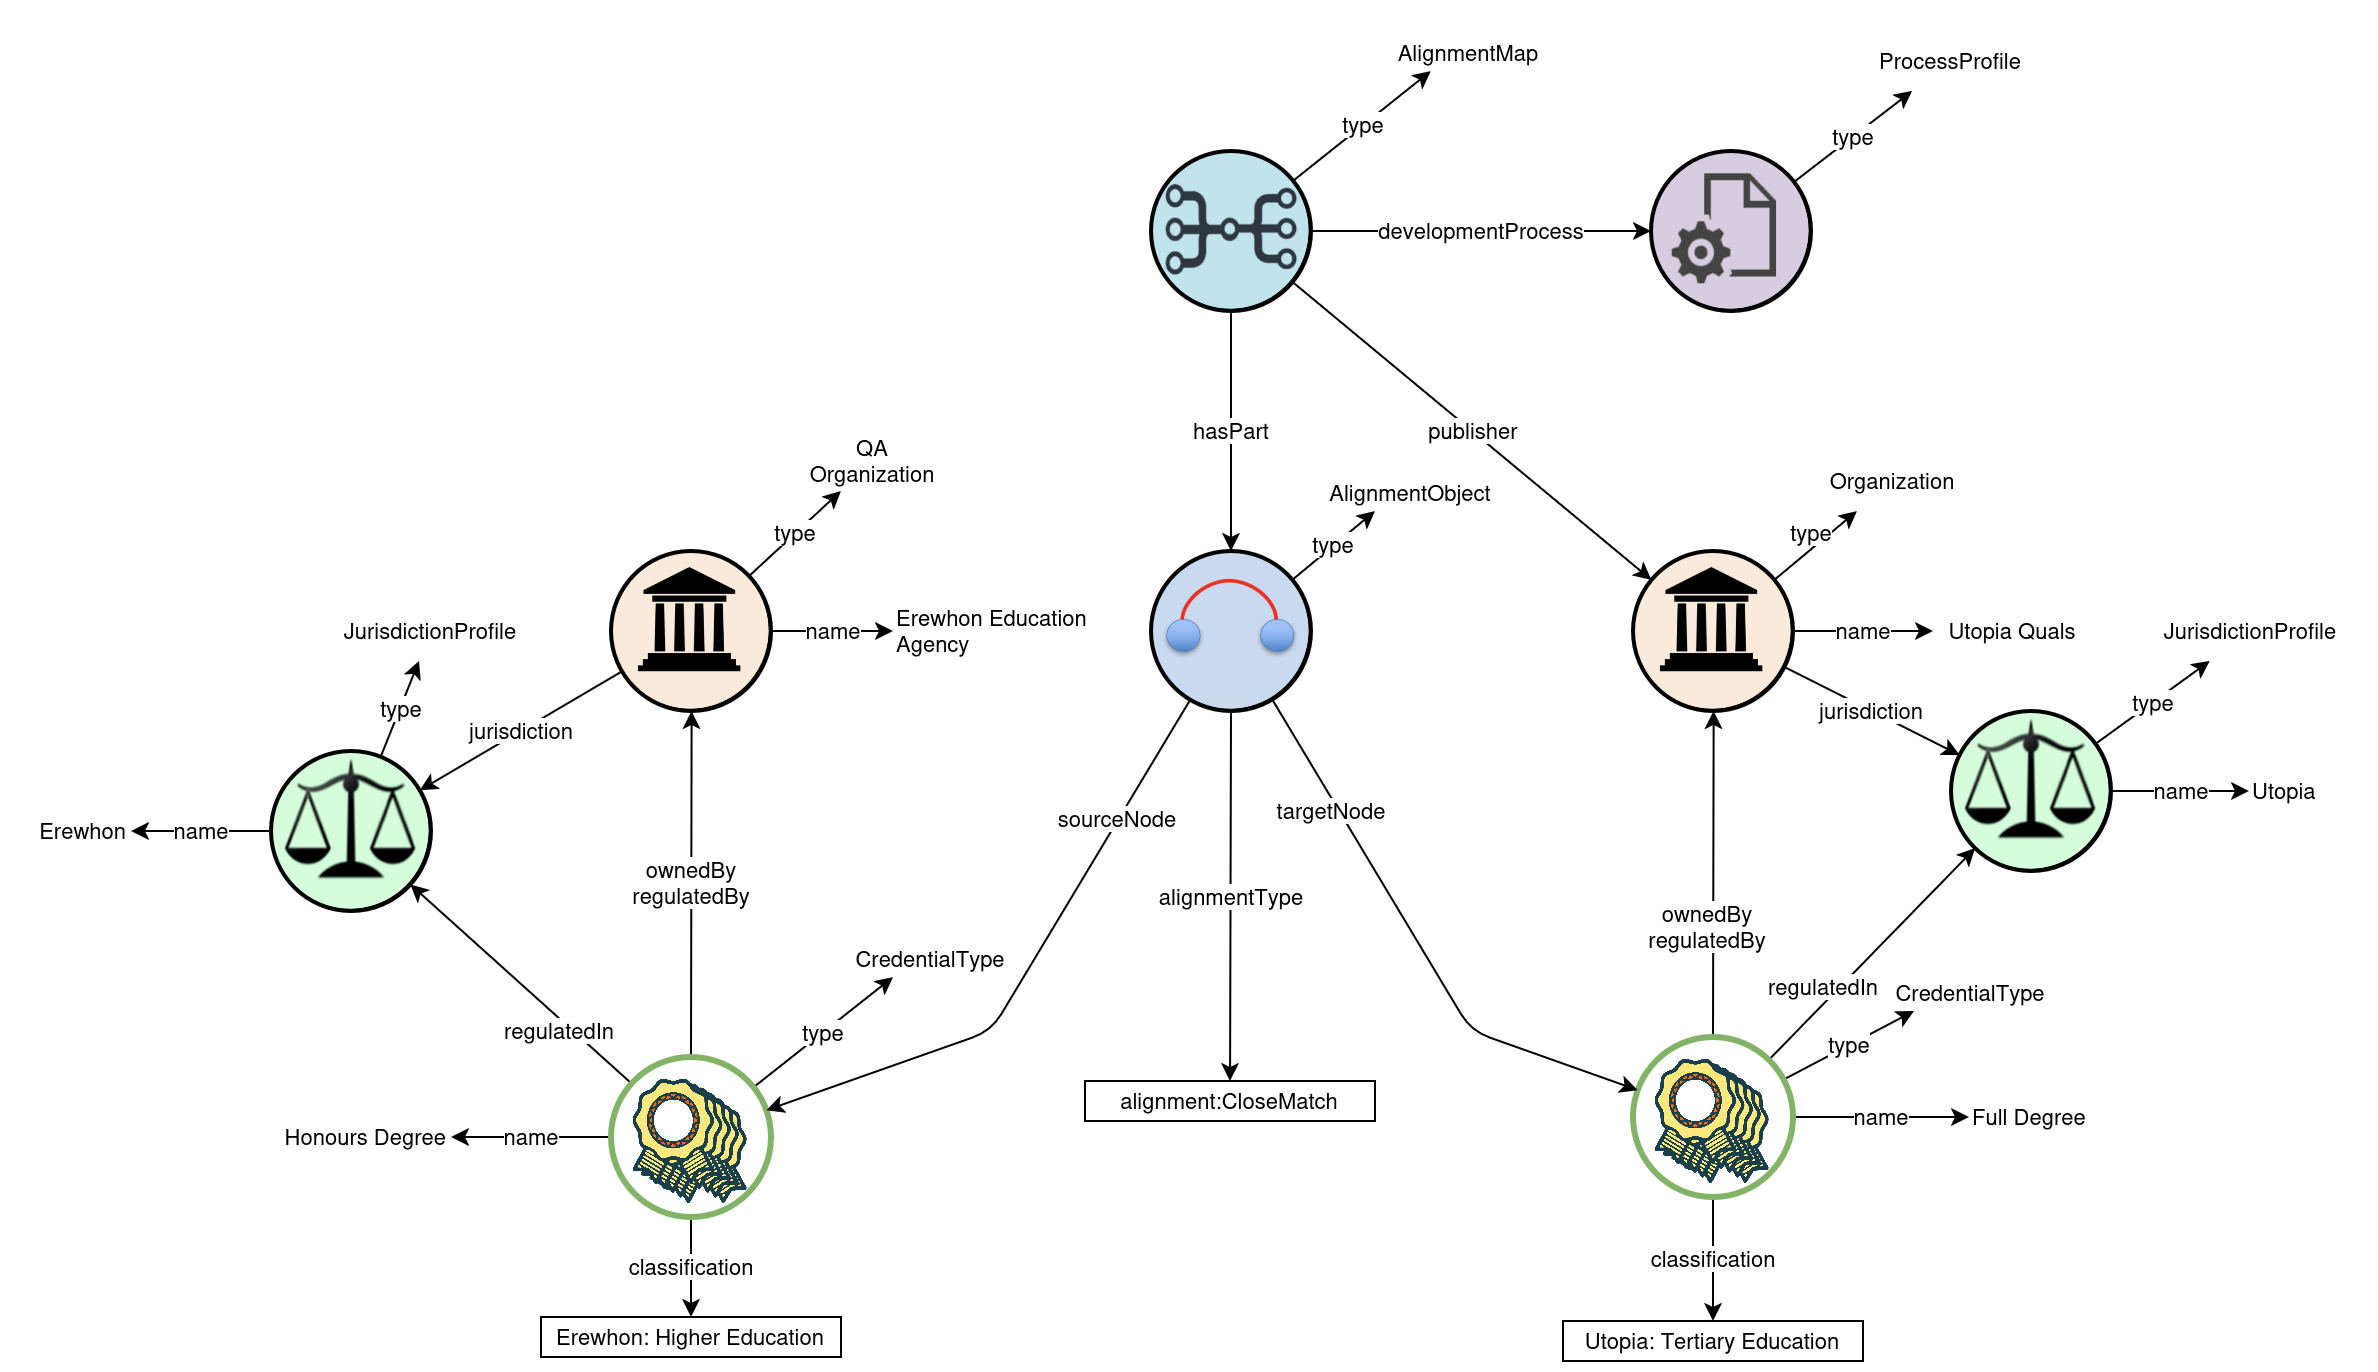 AlignmentMap
ProcessProfile
type
type
developmentProcess
hasPart
publisher
QA
Organization
Organization
AlignmentObject
type
type
type
Erewhon Education
Agency
name
JurisdictionProfile
name
Utopia Quals
JurisdictionProfile
type
jurisdiction
jurisdiction
type
Erewhon
name
name
Utopia
sourceNode
targetNode
ownedBy
regulatedBy
alignmentType
ownedBy
regulatedBy
CredentialType
regulatedIn
CredentialType
regulatedIn
type
type
alignment:CloseMatch
Honours Degree
name
name
Full Degree
classification
classification
Erewhon: Higher Education
Utopia: Tertiary Education